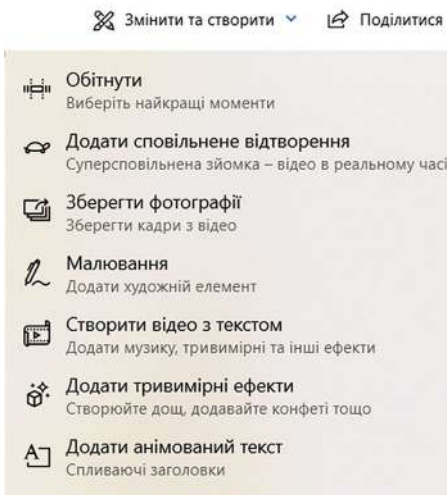 Змінити та створити
Поділитися
Обітнути
Виберіть найкращі моменти
Додати сповільнене відтворення
Суперсповільнена зйомка – відео в реальному часі
Зберегти фотографії
Зберегти кадри з відео
Малювання
Додати художній елемент
Створити відео з текстом
Додати музику, тривимірні та інші ефекти
Додати тривимірні ефекти
Створюйте дощ, додавайте конфеті тощо
Додати анімований текст
Спливаючі заголовки